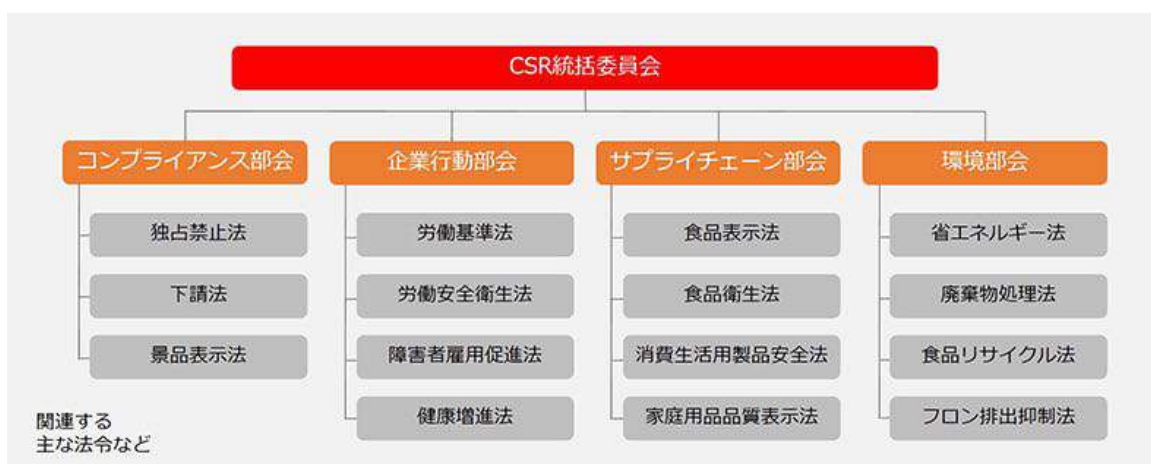 CSR統括委員会
コンプライアンス部会
独占禁止法
下請法
景品表示法
企業行動部会
労働基準法
労働安全衛生法
障害者雇用促進法
健康増進法
サプライチェーン部会
食品表示法
食品衛生法
消費生活用製品安全法
家庭用品品質表示法
環境部会
省エネルギー法
廃棄物処理法
食品リサイクル法
フロン排出抑制法
関連する
主な法令など